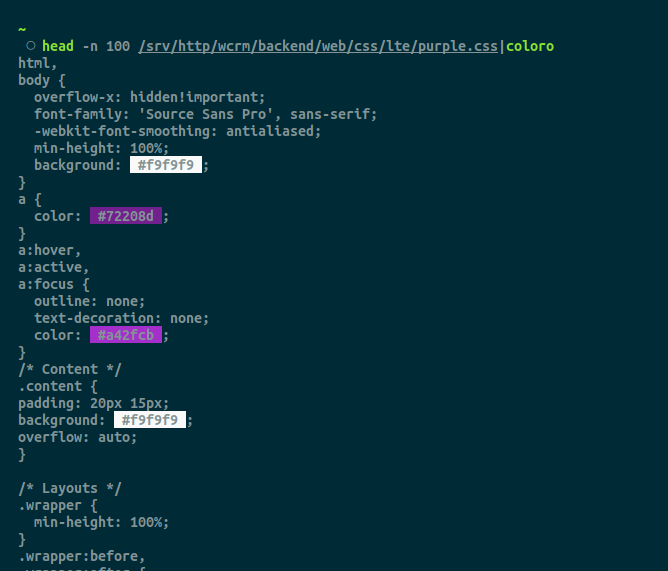 ~
○ head -n 100 /srv/http/wcrm/backend/web/css/lte/purple.css|coloro
html,
body {
  overflow-x: hidden!important;
  font-family: 'Source Sans Pro', sans-serif;
  -webkit-font-smoothing: antialiased;
  min-height: 100%;
  background: #f9f9f9 ;
}
a {
  color: #72208d ;
}
a:hover,
a:active,
a:focus {
  outline: none;
  text-decoration: none;
  color: #a42fcb ;
}
/* Content */
.content {
padding: 20px 15px;
background: #f9f9f9 ;
overflow: auto;
}

/* Layouts */
.wrapper {
  min-height: 100%;
}
.wrapper:before,
.wrapper:after {